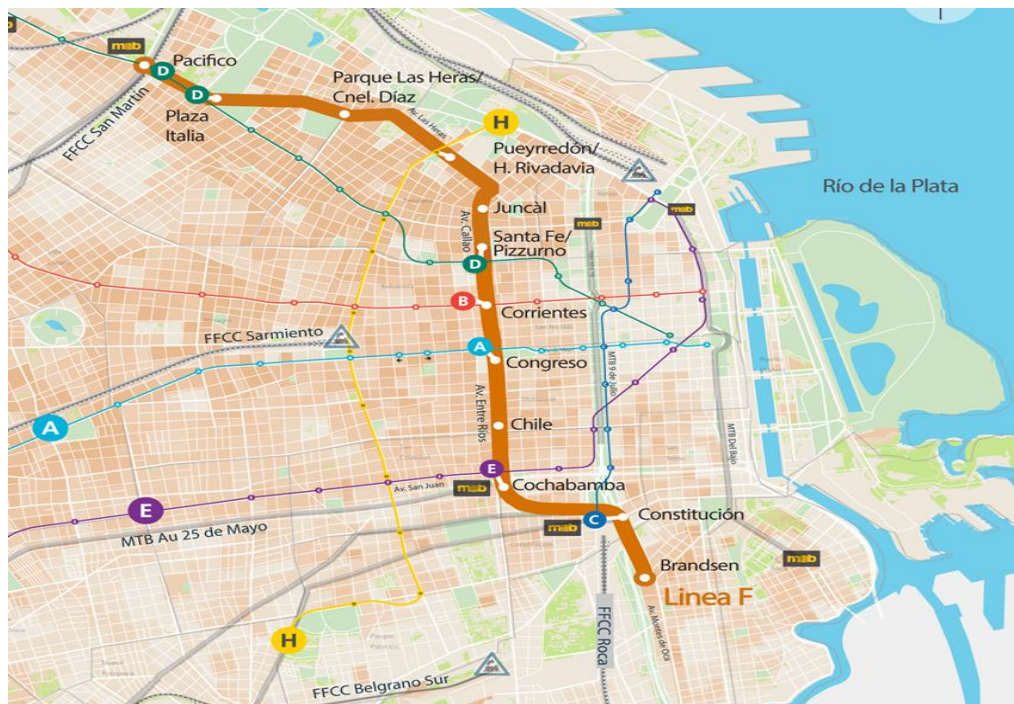 Pacifico
D
D
Plaza
Italia
FFCC San Martín
Parque Las Heras/
Cnel. Díaz
Av. Las Heras
H
Pueyrredón/
H. Rivadavia
Río de la Plata
Juncàl
Av. Callao
Santa Fe/
Pizzurno
D
B
Corrientes
FFCC Sarmiento
A
Congreso
MTB 9 de Julio
A
Av. Entre Ríos
Chile
MTB Del Bajo
E
Cochabamba
Av. San Juan
E
MTB Au 25 de Mayo
C
Constitución
Brandsen
Linea F
FFCC Roca
Av. Montes de Oca
H
FFCC Belgrano Sur